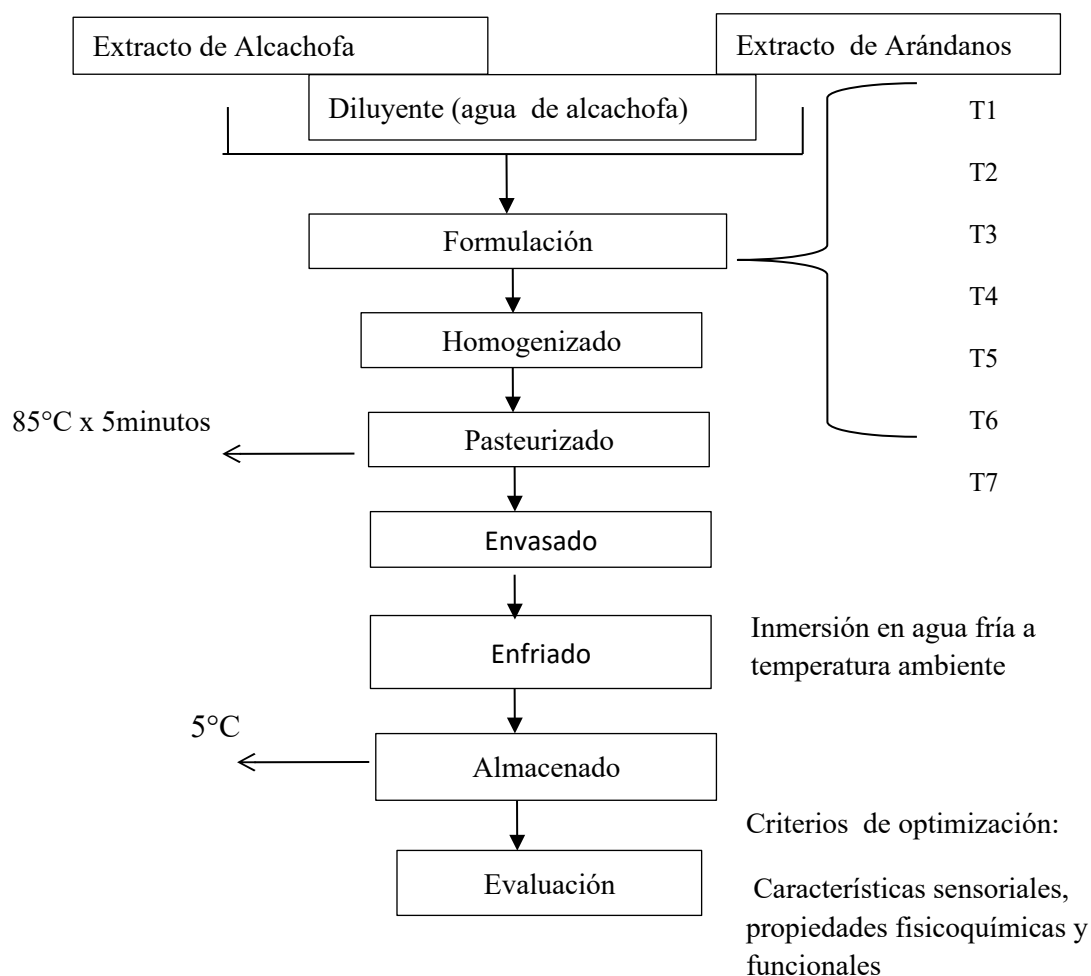 Extracto de Alcachofa
Extracto de Arándanos
Diluyente (agua de alcachofa)
T1
T2
Formulación
T3
T4
Homogenizado
T5
85°C x 5minutos
T6
Pasteurizado
T7
Envasado
Enfriado
Inmersión en agua fría a
temperatura ambiente
5°C
Almacenado
Criterios de optimización:
Evaluación
Características sensoriales,
propiedades fisicoquímicas y
funcionales